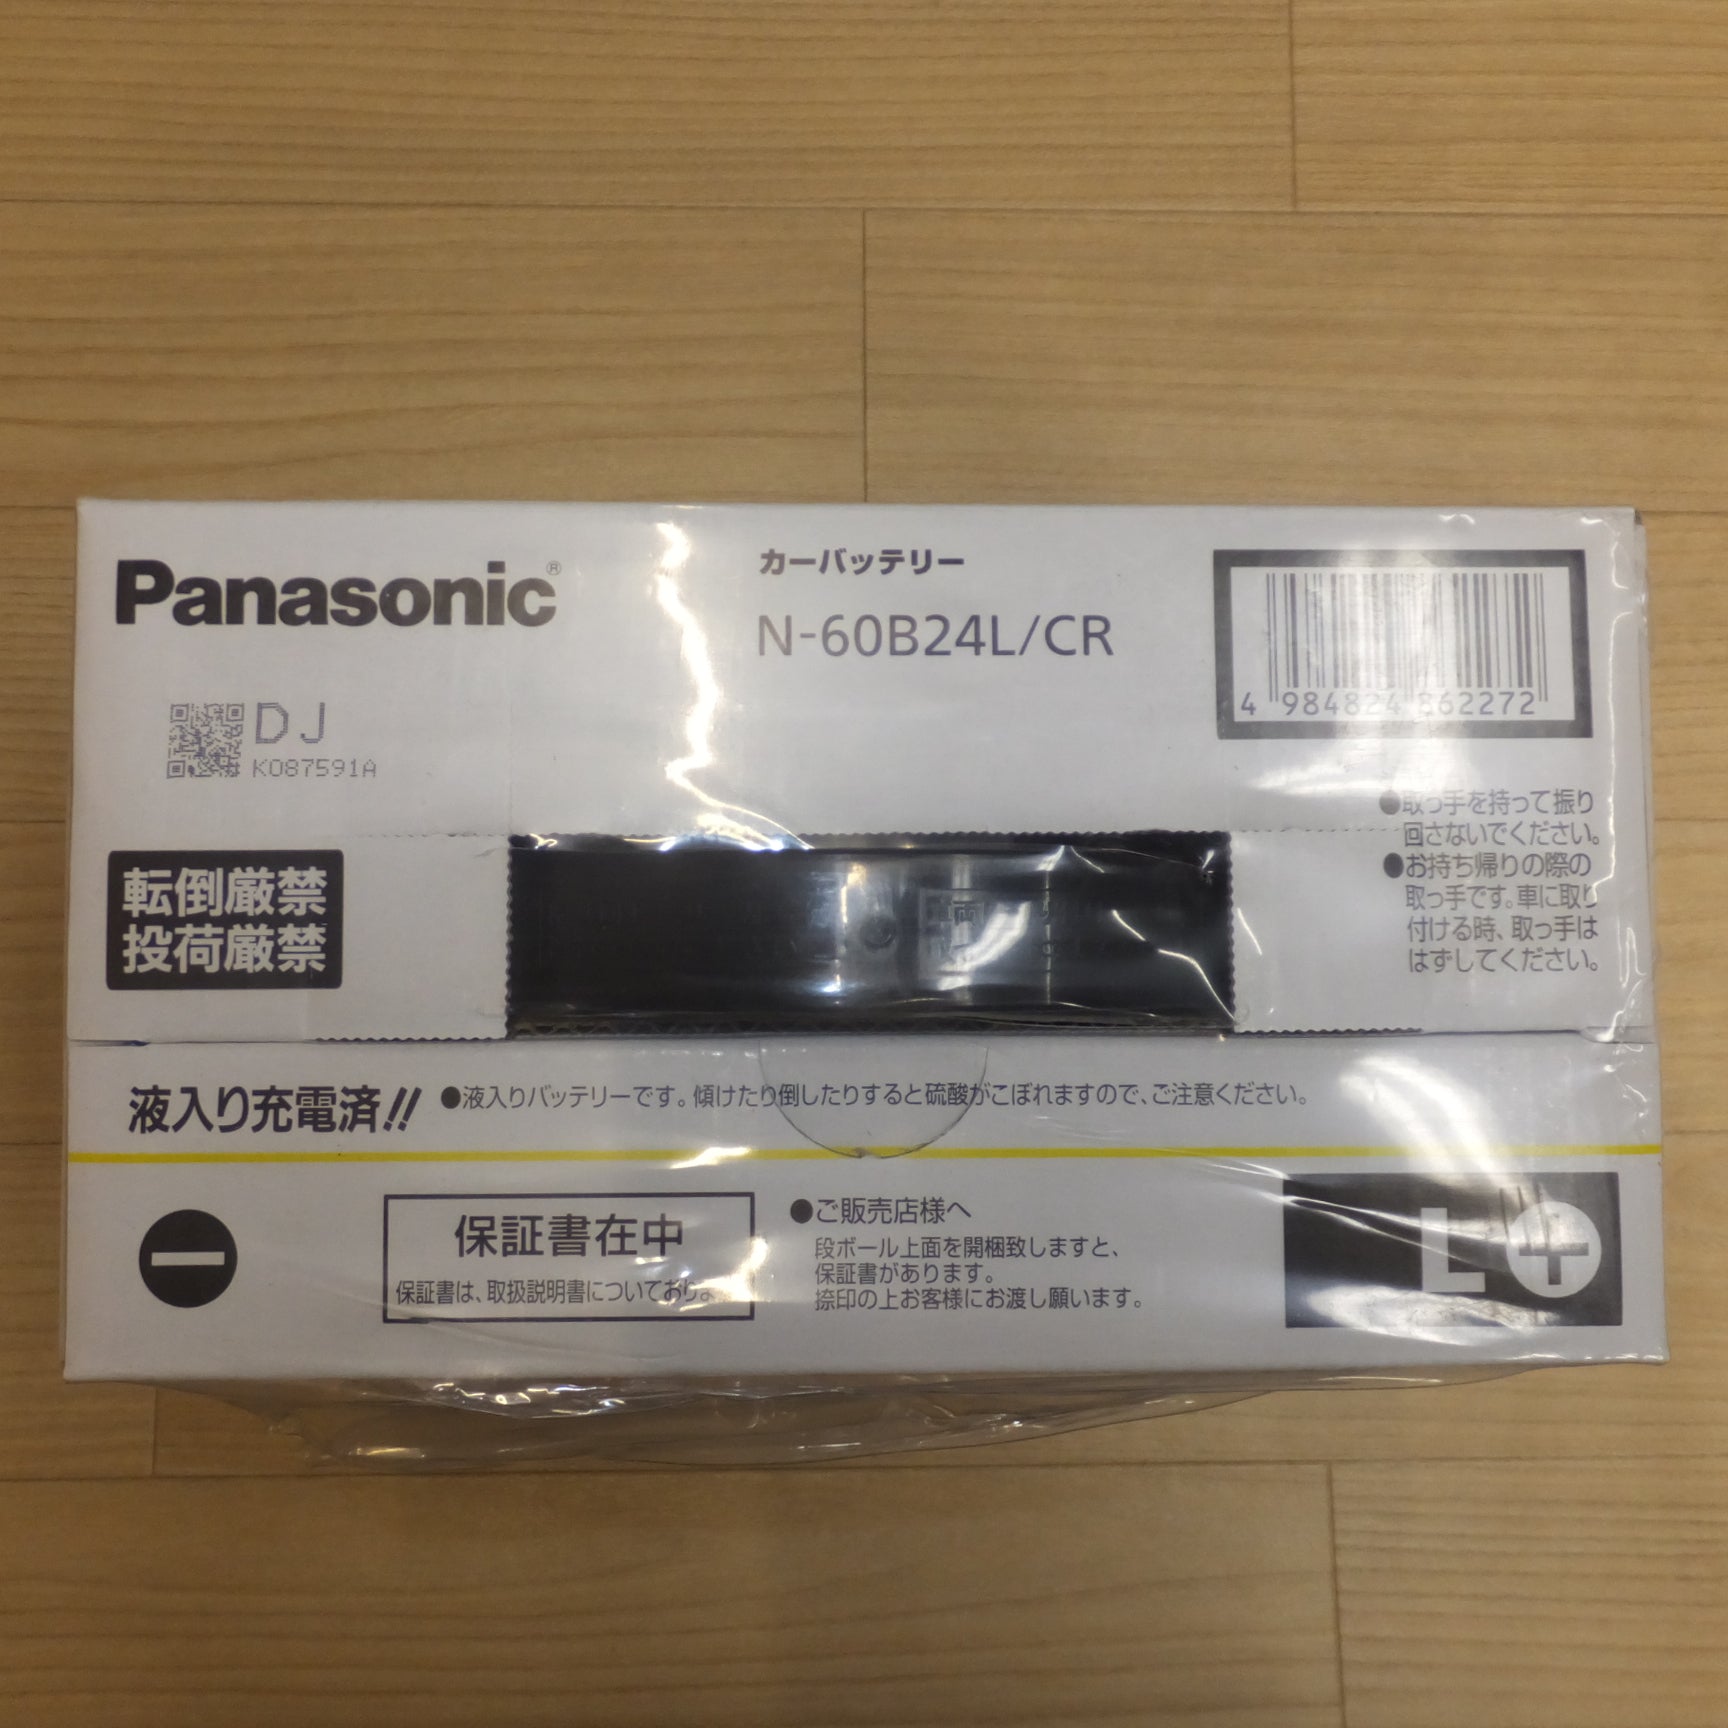 Panasonic®
カーバッテリー
N-60B24L/CR
4 984824 862272
DJ
K087591A
●取っ手を持って振り
回さないでください。
●お持ち帰りの際の
取っ手です。車に取り
付ける時、取っ手は
はずしてください。
転倒厳禁
投荷厳禁
液入り充電済!!
●液入りバッテリーです。傾けたり倒したりすると硫酸がこぼれますので、ご注意ください。
保証書在中
保証書は、取扱説明書についており
●ご販売店様へ
段ボール上面を開梱致しますと、
保証書があります。
捺印の上お客様にお渡し願います。
L